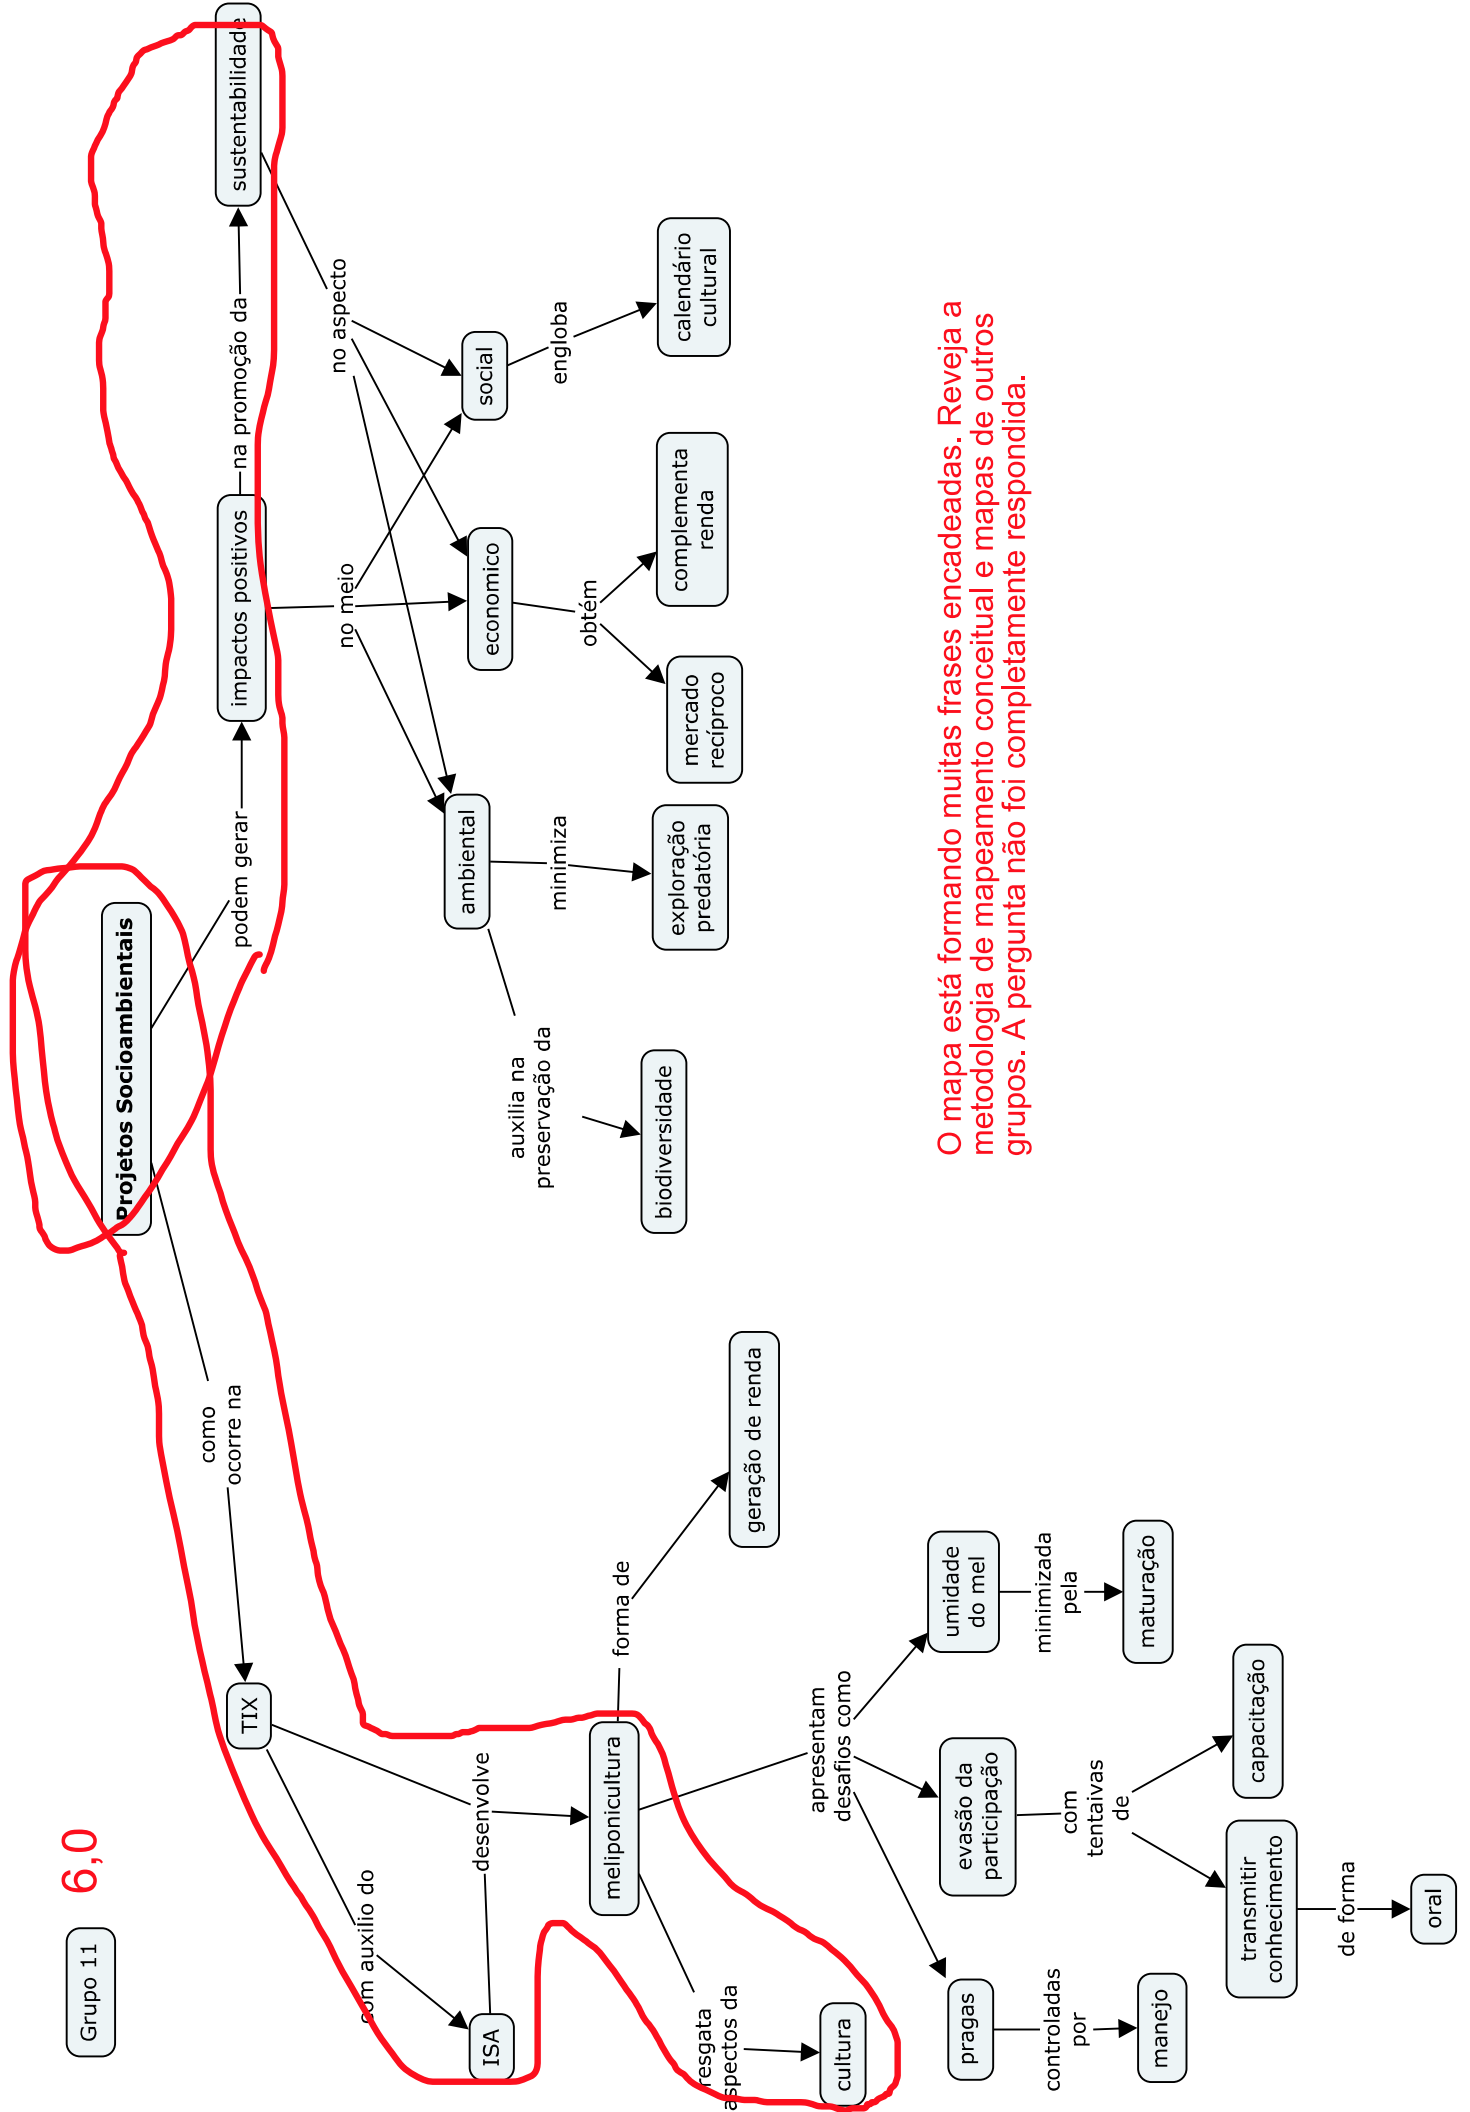 Grupo 11
6,0
Projetos Socioambientais
como
ocorre na
podem gerar
TIX
impactos positivos
na promoção da
sustentabilidade
com auxilio do
desenvolve
no meio
no aspecto
ISA
ambiental
economico
social
meliponicultura
forma de
auxilia na
preservação da
minimiza
obtém
engloba
resgata
aspectos da
geração de renda
biodiversidade
exploração
predatória
mercado
recíproco
complementa
renda
calendário
cultural
cultura
apresentam
desafios como
pragas
evasão da
participação
umidade
do mel
controladas
por
com
tentaivas
de
minimizada
pela
manejo
transmitir
conhecimento
capacitação
maturação
de forma
oral
O mapa está formando muitas frases encadeadas. Reveja a
metodologia de mapeamento conceitual e mapas de outros
grupos. A pergunta não foi completamente respondida.